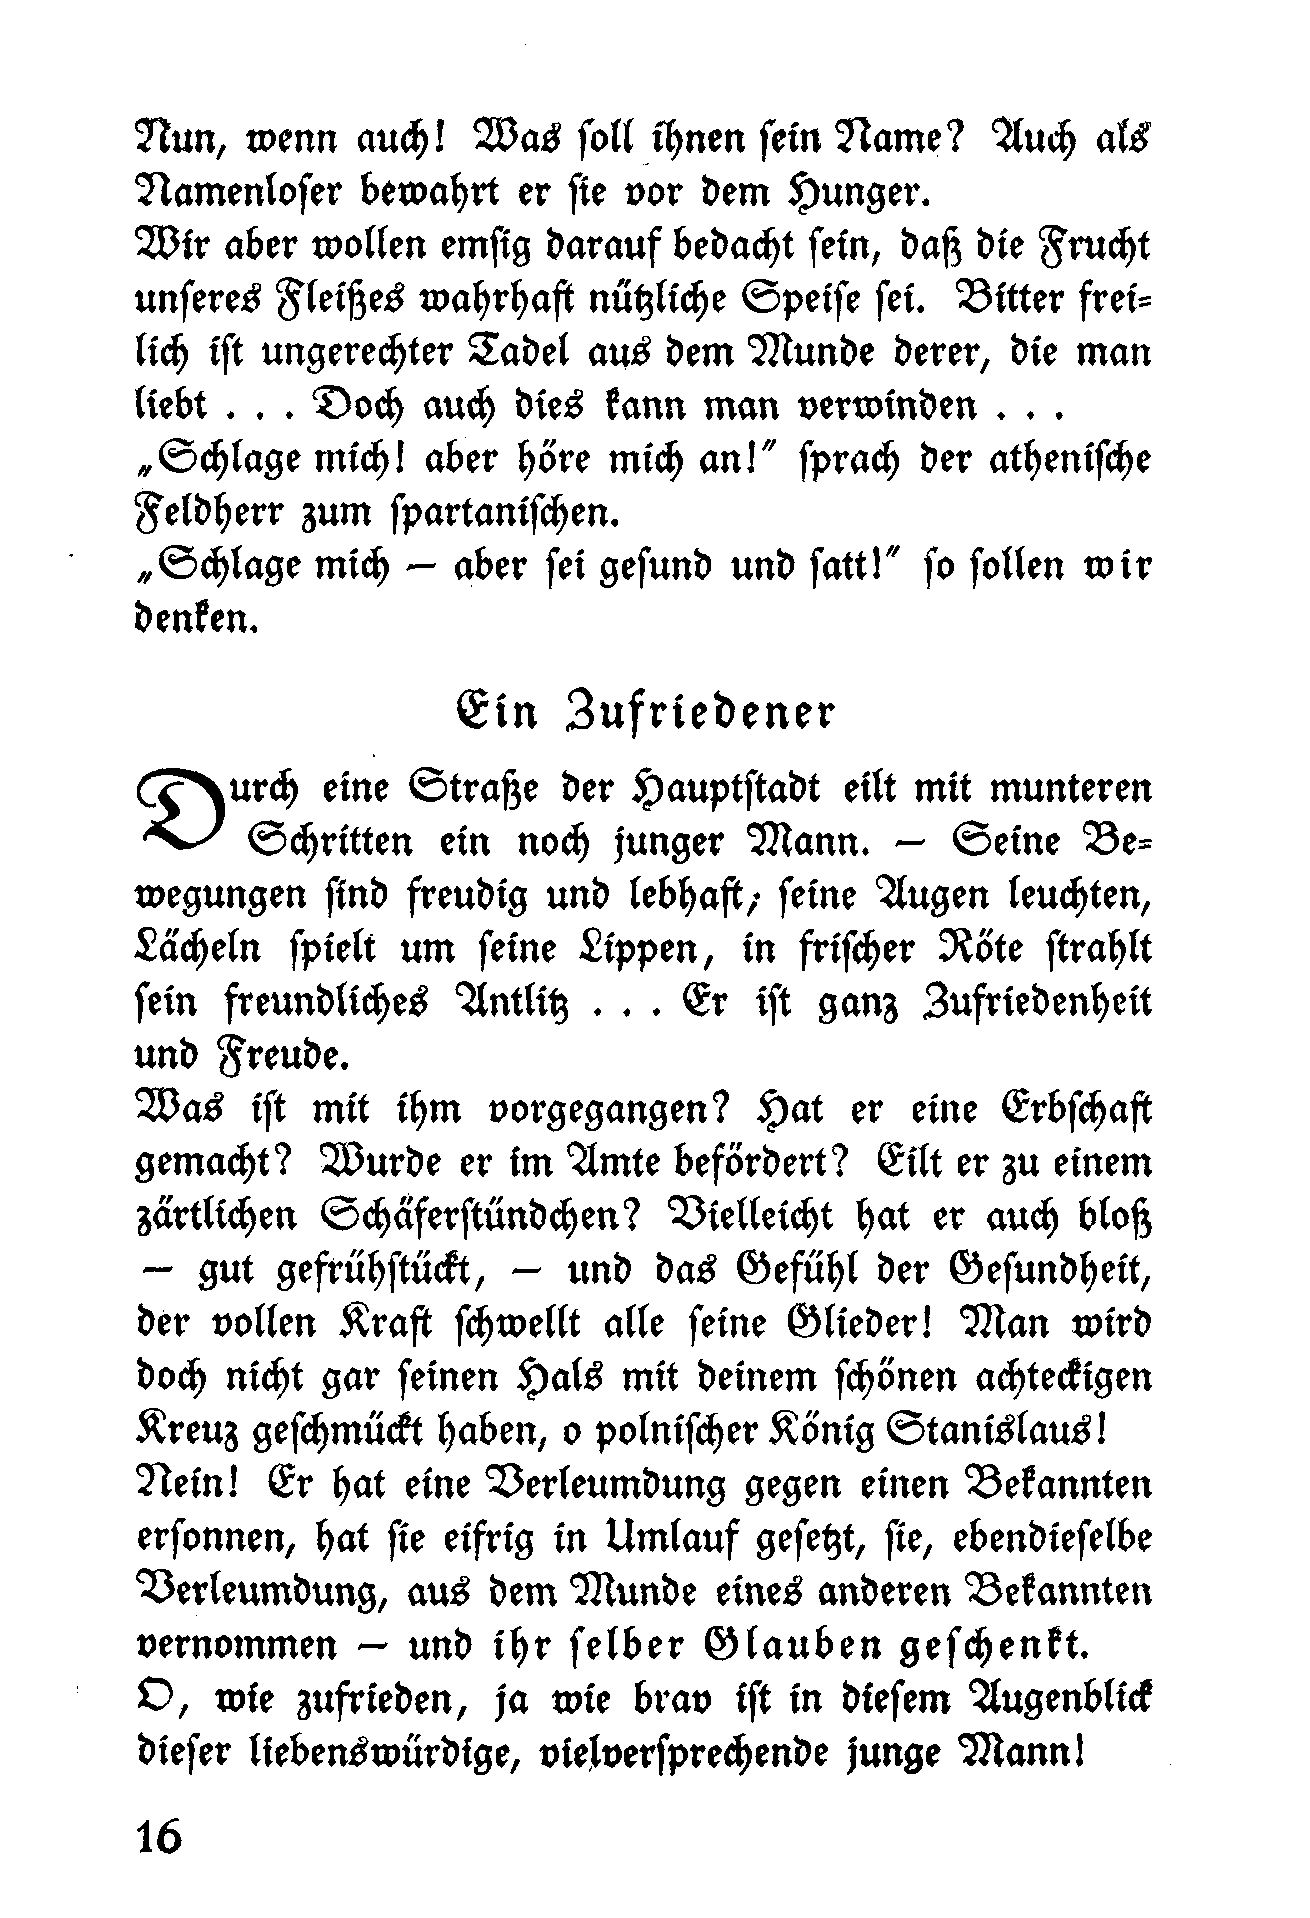 Nun, wenn auch! Was soll ihnen sein Name? Auch als
Namenloser bewahrt er sie vor dem Hunger.
Wir aber wollen emsig darauf bedacht sein, daß die Frucht
unseres Fleißes wahrhaft nützliche Speise sei. Bitter frei=
lich ist ungerechter Tadel aus dem Munde derer, die man
liebt . . . Doch auch dies kann man verwinden . . .
„Schlage mich! aber höre mich an!“ sprach der athenische
Feldherr zum spartanischen.
„Schlage mich — aber sei gesund und satt!“ so sollen wir
denken.
Ein Zufriedener
Durch eine Straße der Hauptstadt eilt mit munteren
Schritten ein noch junger Mann. — Seine Be=
wegungen sind freudig und lebhaft; seine Augen leuchten,
Lächeln spielt um seine Lippen, in frischer Röte strahlt
sein freundliches Antlitz . . . Er ist ganz Zufriedenheit
und Freude.
Was ist mit ihm vorgegangen? Hat er eine Erbschaft
gemacht? Wurde er im Amte befördert? Eilt er zu einem
zärtlichen Schäferstündchen? Vielleicht hat er auch bloß
— gut gefrühstückt, — und das Gefühl der Gesundheit,
der vollen Kraft schwellt alle seine Glieder! Man wird
doch nicht gar seinen Hals mit deinem schönen achteckigen
Kreuz geschmückt haben, o polnischer König Stanislaus!
Nein! Er hat eine Verleumdung gegen einen Bekannten
ersonnen, hat sie eifrig in Umlauf gesetzt, sie, ebendieselbe
Verleumdung, aus dem Munde eines anderen Bekannten
vernommen — und ihr selber Glauben geschenkt.
O, wie zufrieden, ja wie brav ist in diesem Augenblick
dieser liebenswürdige, vielversprechende junge Mann!
16